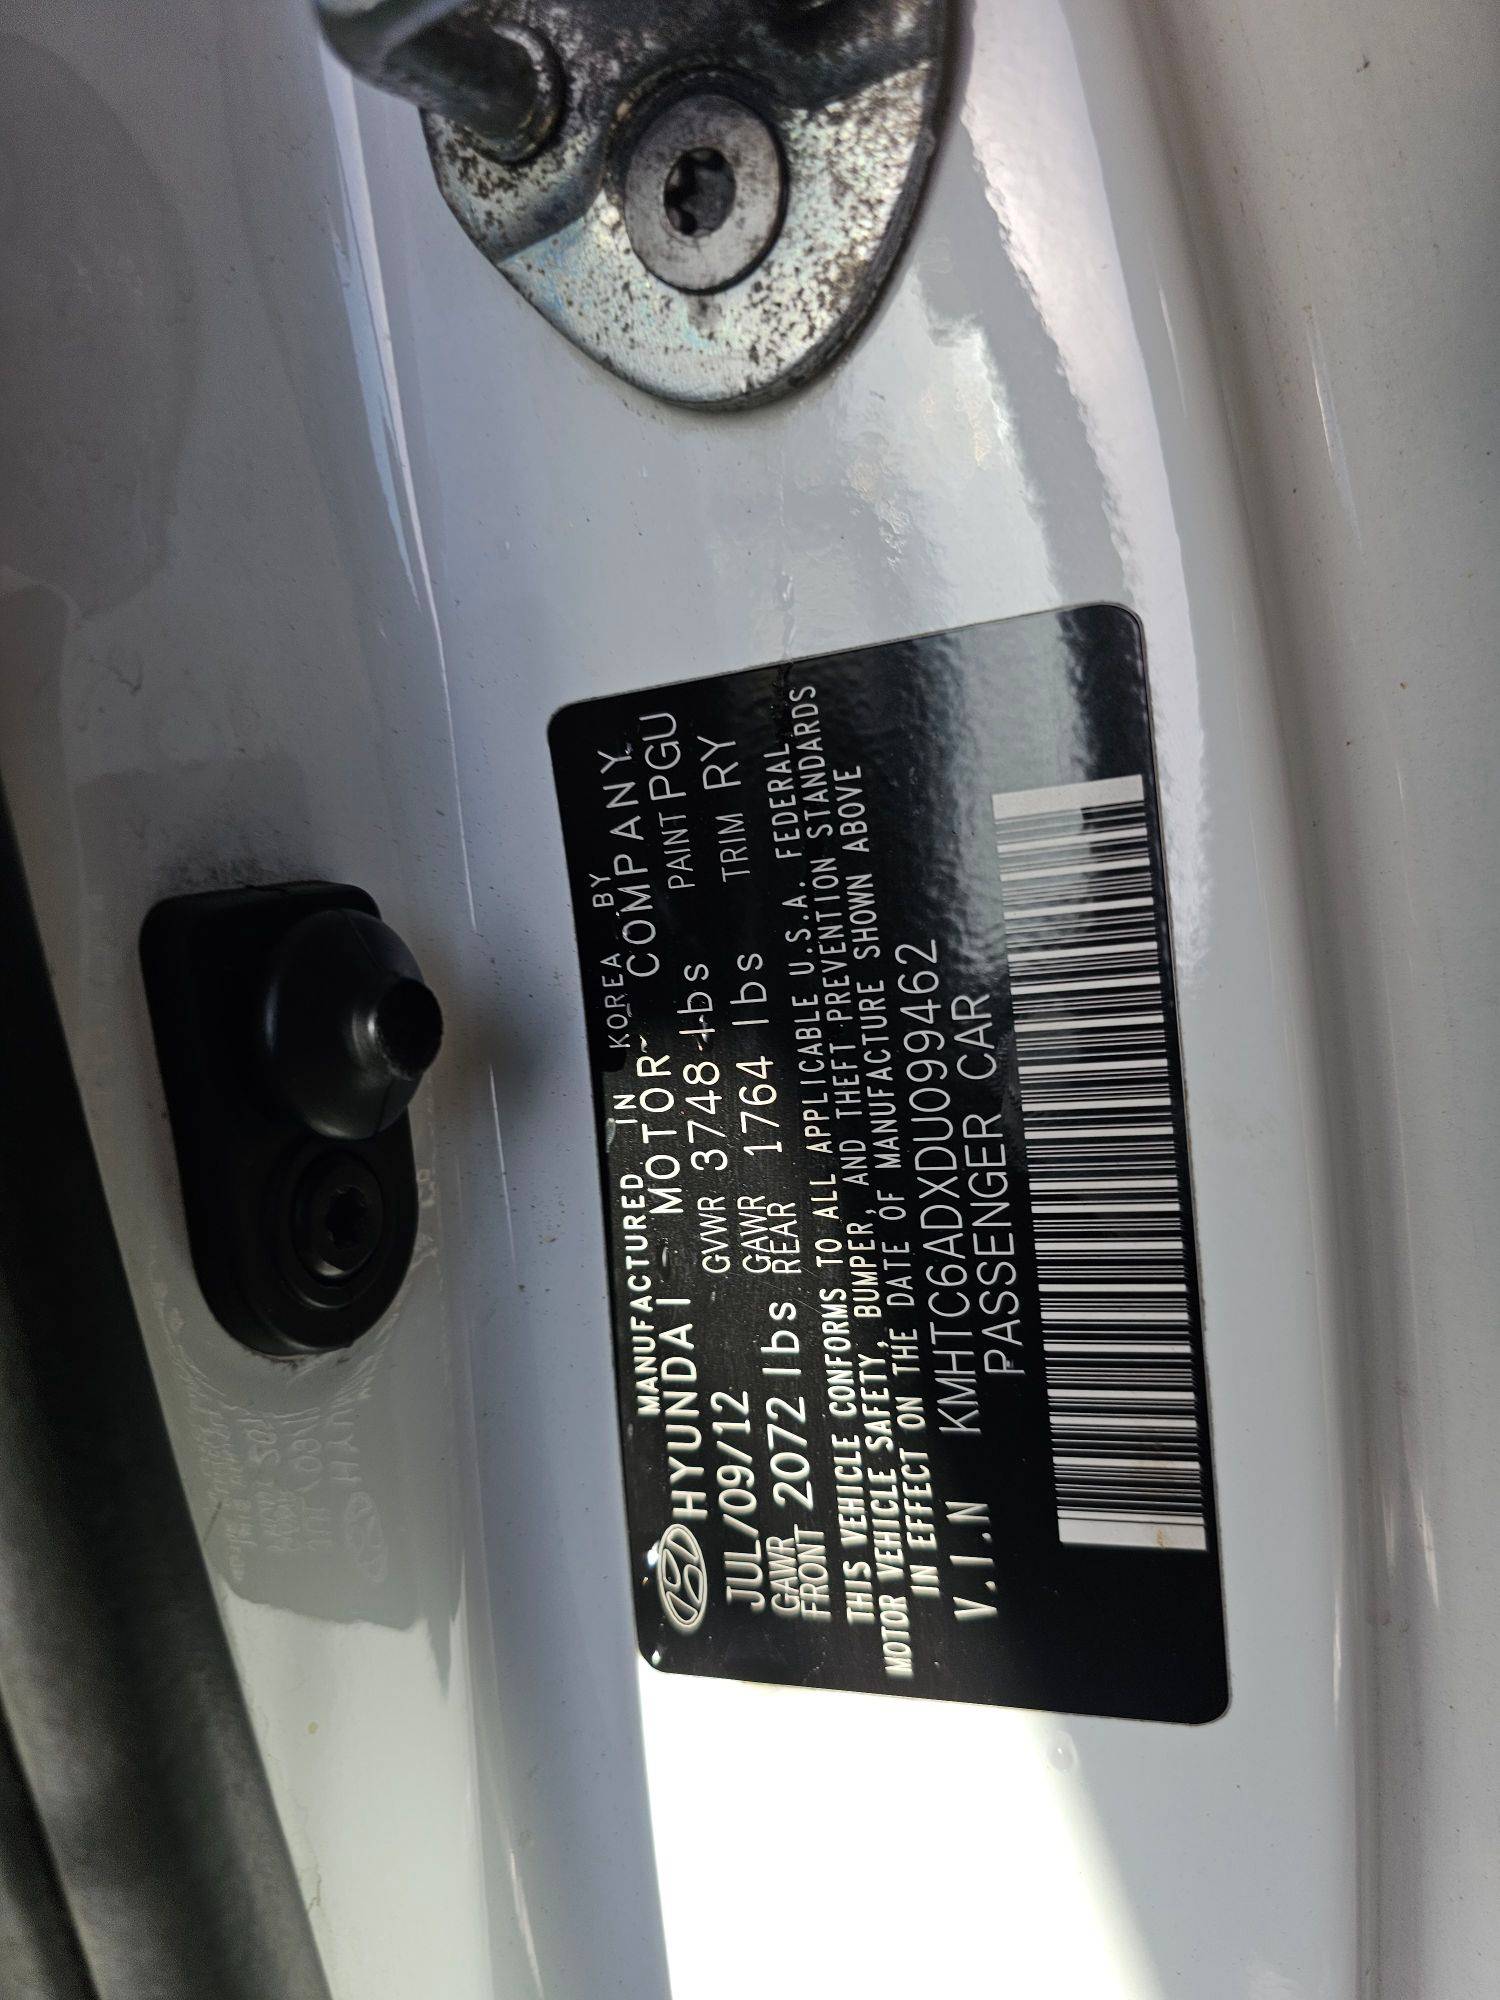 MANUFACTURED IN KOREA BY
HYUNDAI MOTOR COMPANY
JUL/09/12 GVWR 3748 lbs PAINT PGU
GAWR FRONT 2072 lbs GAWR REAR 1764 lbs TRIM RY
THIS VEHICLE CONFORMS TO ALL APPLICABLE U.S.A. FEDERAL
MOTOR VEHICLE SAFETY, BUMPER, AND THEFT PREVENTION STANDARDS
IN EFFECT ON THE DATE OF MANUFACTURE SHOWN ABOVE
V.I.N KMHTC6ADXDU099462
PASSENGER CAR